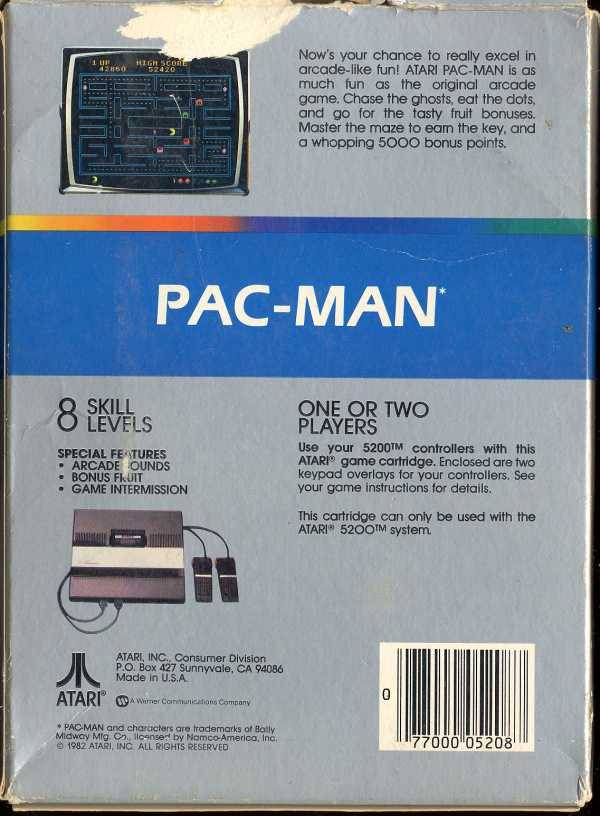 1 UP HIGH SCORE
42860 52420
Now's your chance to really excel in
arcade-like fun! ATARI PAC-MAN is as
much fun as the original arcade
game. Chase the ghosts, eat the dots,
and go for the tasty fruit bonuses.
Master the maze to earn the key, and
a whopping 5000 bonus points.
PAC-MAN*
8 SKILL
LEVELS
SPECIAL FEATURES
• ARCADE SOUNDS
• BONUS FRUIT
• GAME INTERMISSION
ONE OR TWO
PLAYERS
Use your 5200™ controllers with this
ATARI® game cartridge. Enclosed are two
keypad overlays for your controllers. See
your game instructions for details.
This cartridge can only be used with the
ATARI® 5200™ system.
ATARI®
ATARI, INC., Consumer Division
P.O. Box 427 Sunnyvale, CA 94086
Made in U.S.A.
A Warner Communications Company
* PAC-MAN and characters are trademarks of Bally
Midway Mfg. Co., licensed by Namco-America, Inc.
© 1982 ATARI, INC. ALL RIGHTS RESERVED
0
77000 05208